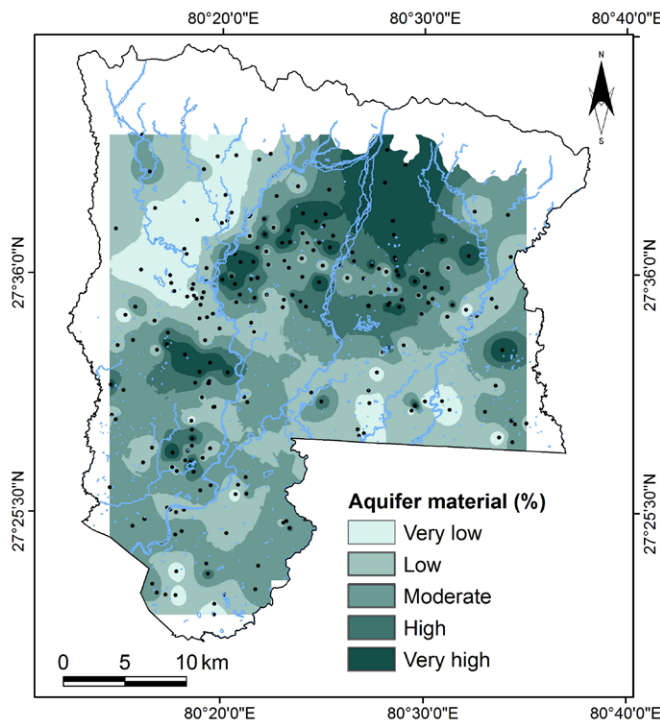 80°20'0"E 80°30'0"E 80°40'0"E
N
S
27°36'0"N 27°36'0"N
27°25'30"N 27°25'30"N
Aquifer material (%)
Very low
Low
Moderate
High
Very high
0 5 10 km
80°20'0"E 80°30'0"E 80°40'0"E